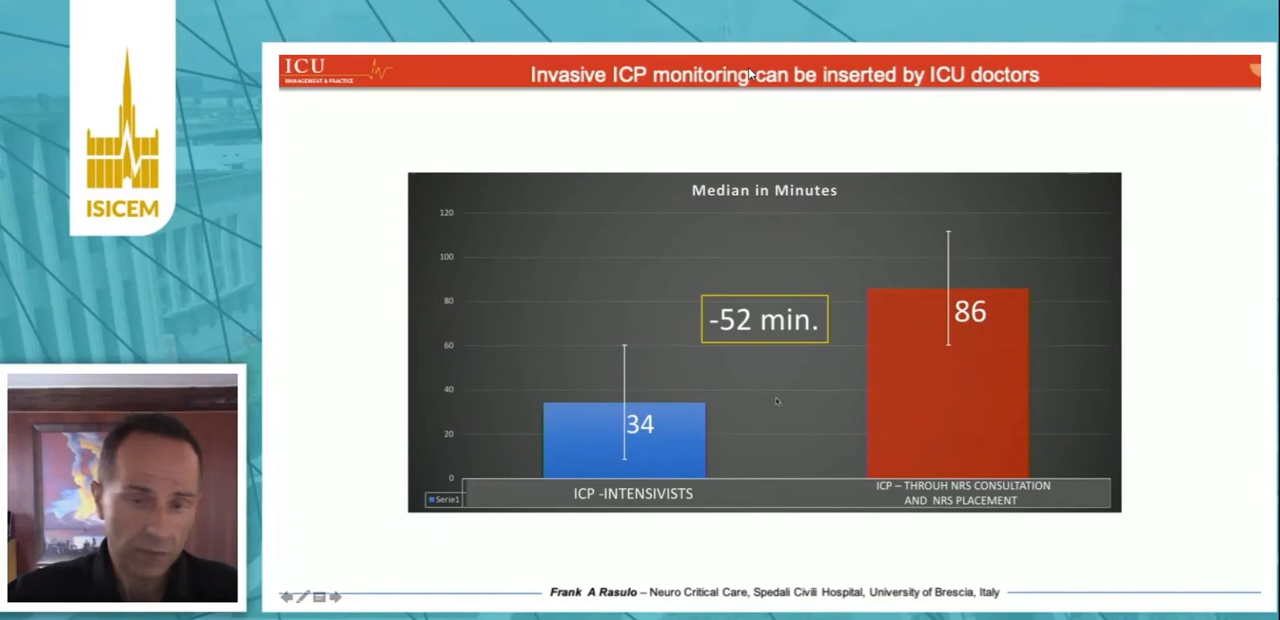 ISICEM
ICU
MANAGEMENT & PRACTICE
Invasive ICP monitoring can be inserted by ICU doctors
Median in Minutes
120
100
80
60
40
20
0
-52 min.
34
86
Serie1
ICP -INTENSIVISTS
ICP – THROUH NRS CONSULTATION
AND NRS PLACEMENT
Frank A Rasulo – Neuro Critical Care, Spedali Civili Hospital, University of Brescia, Italy